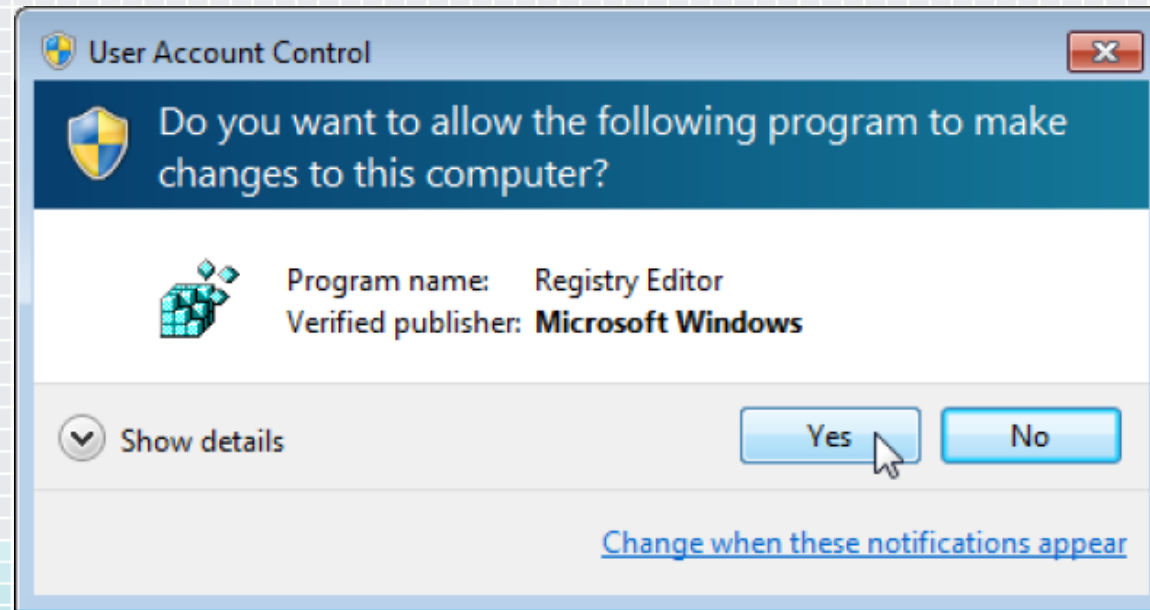 User Account Control
Do you want to allow the following program to make
changes to this computer?
Program name: Registry Editor
Verified publisher: Microsoft Windows
Show details
Yes
No
Change when these notifications appear